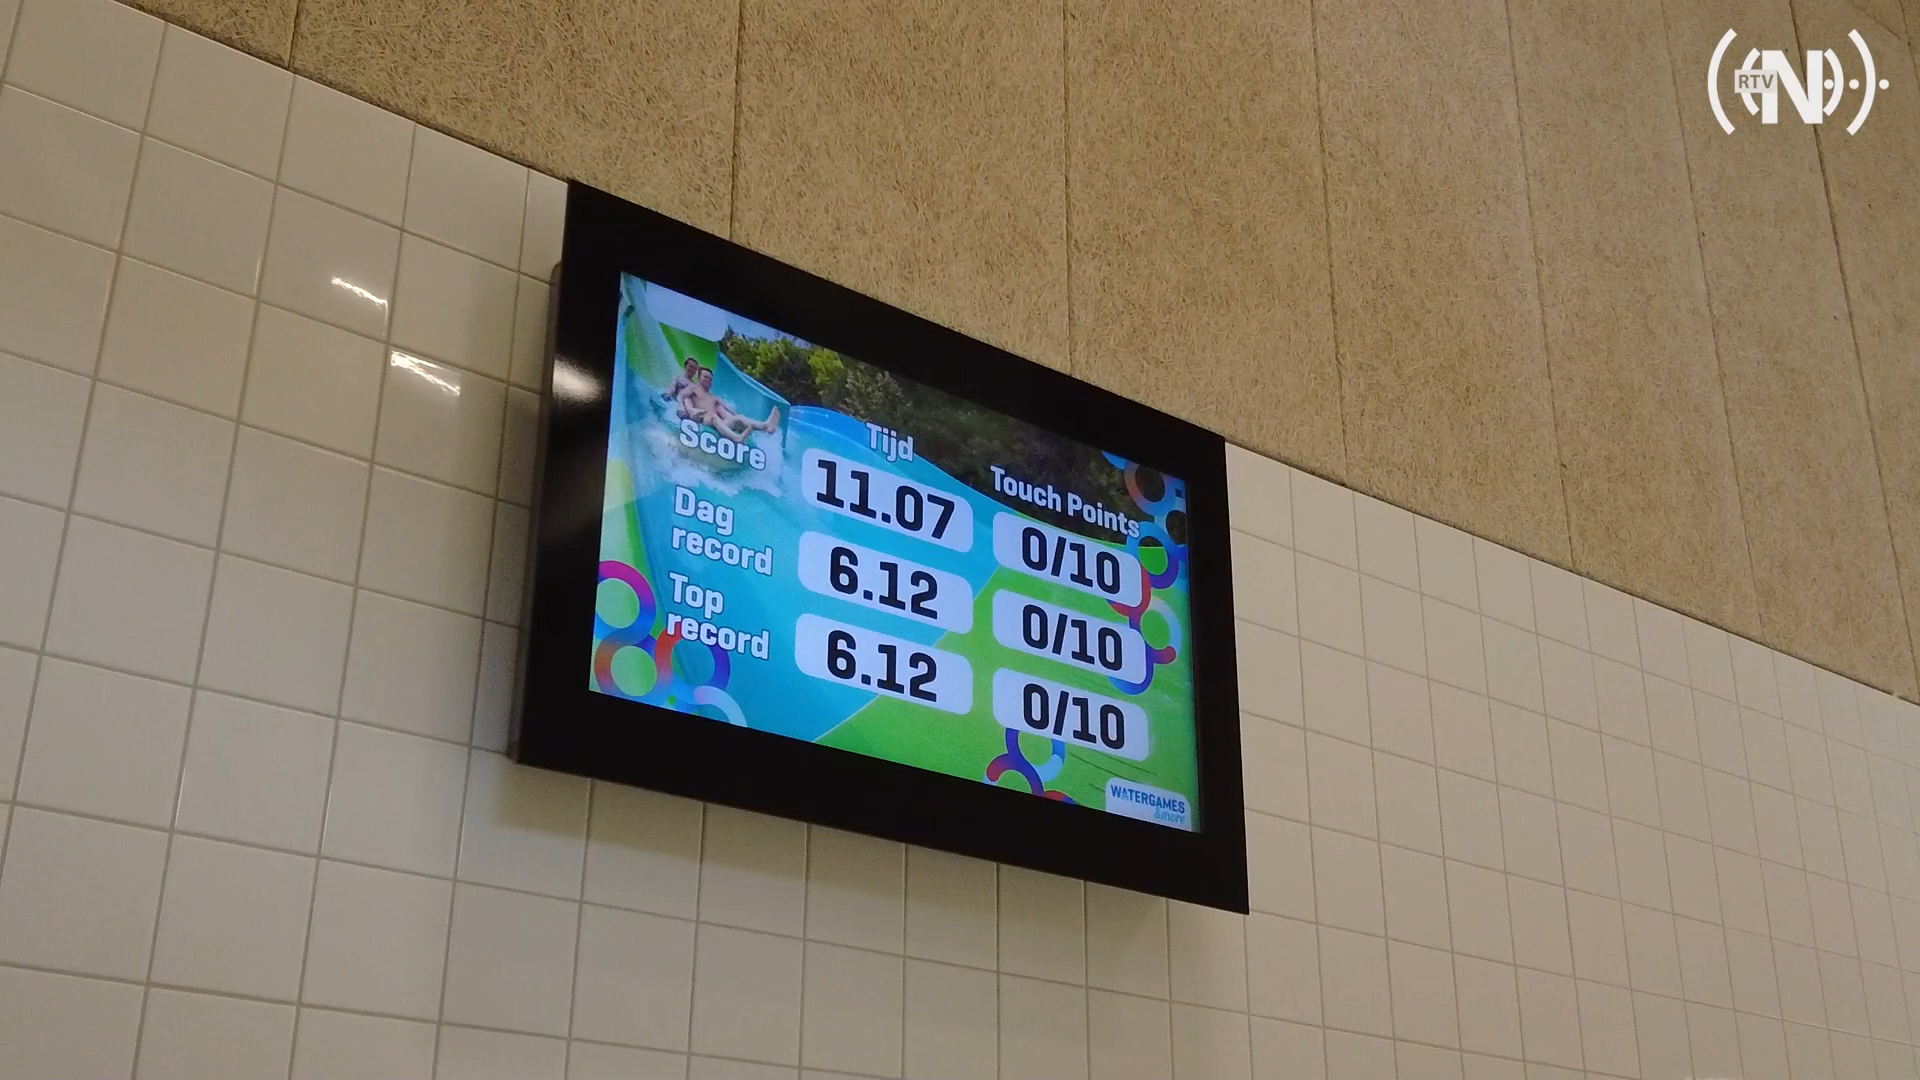 RTV N
Tijd
Touch Points
Score 11.07 0/10
Dag
record 6.12 0/10
Top
record 6.12 0/10
WATERGAMES
&more